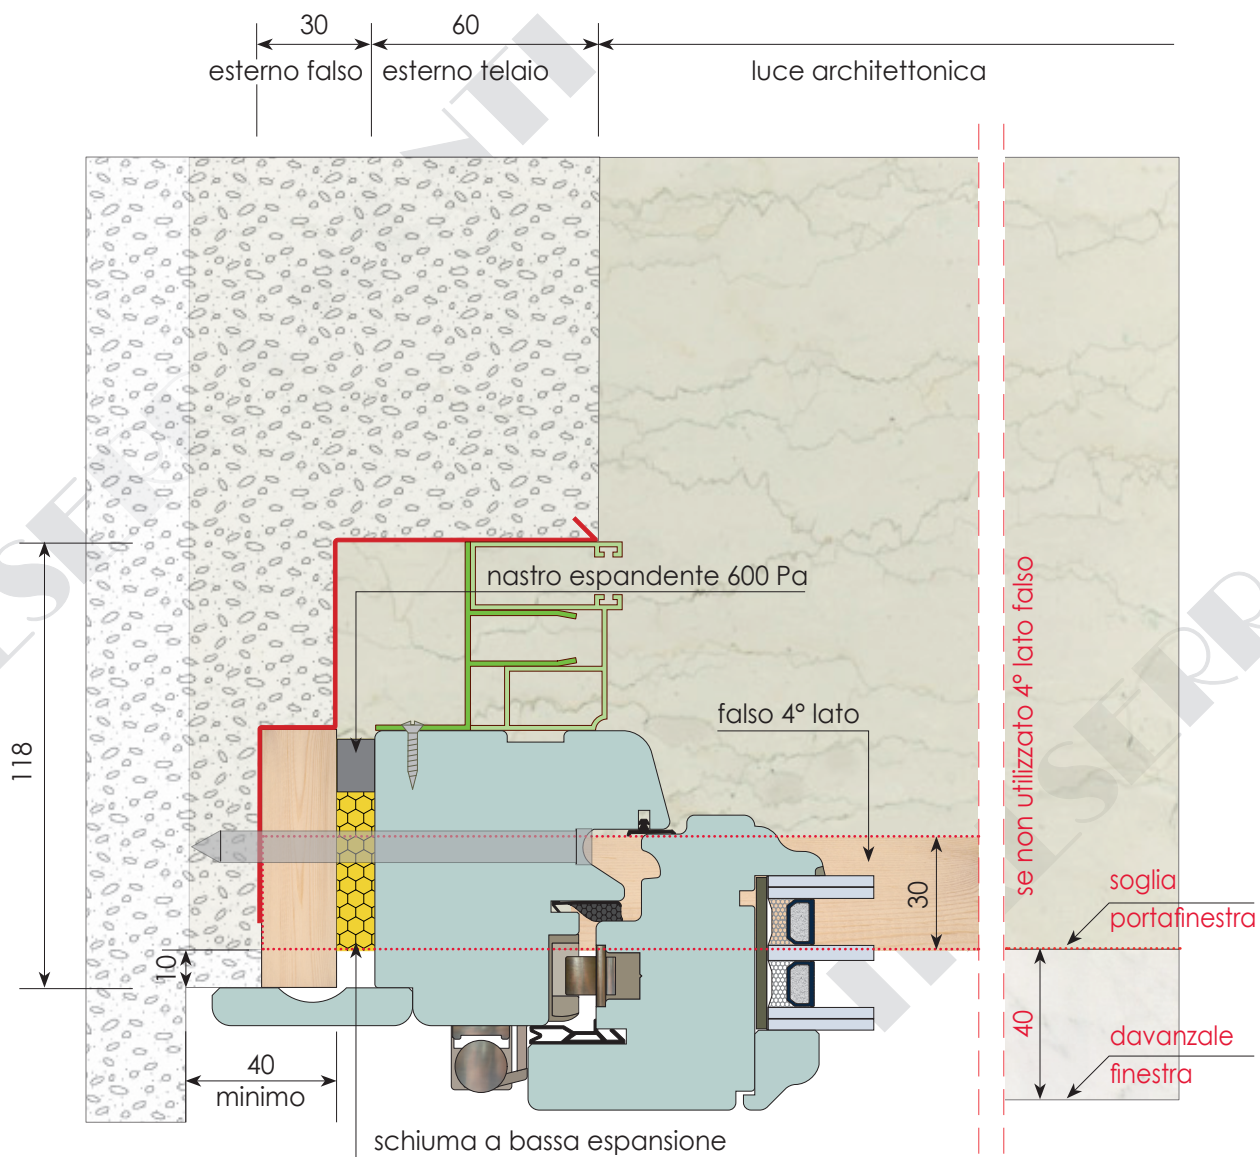 30
60
esterno falso
esterno telaio
luce architettonica
nastro espandente 600 Pa
falso 4° lato
118
se non utilizzato 4° lato falso
30
soglia
portafinestra
10
40
davanzale
finestra
40
minimo
schiuma a bassa espansione